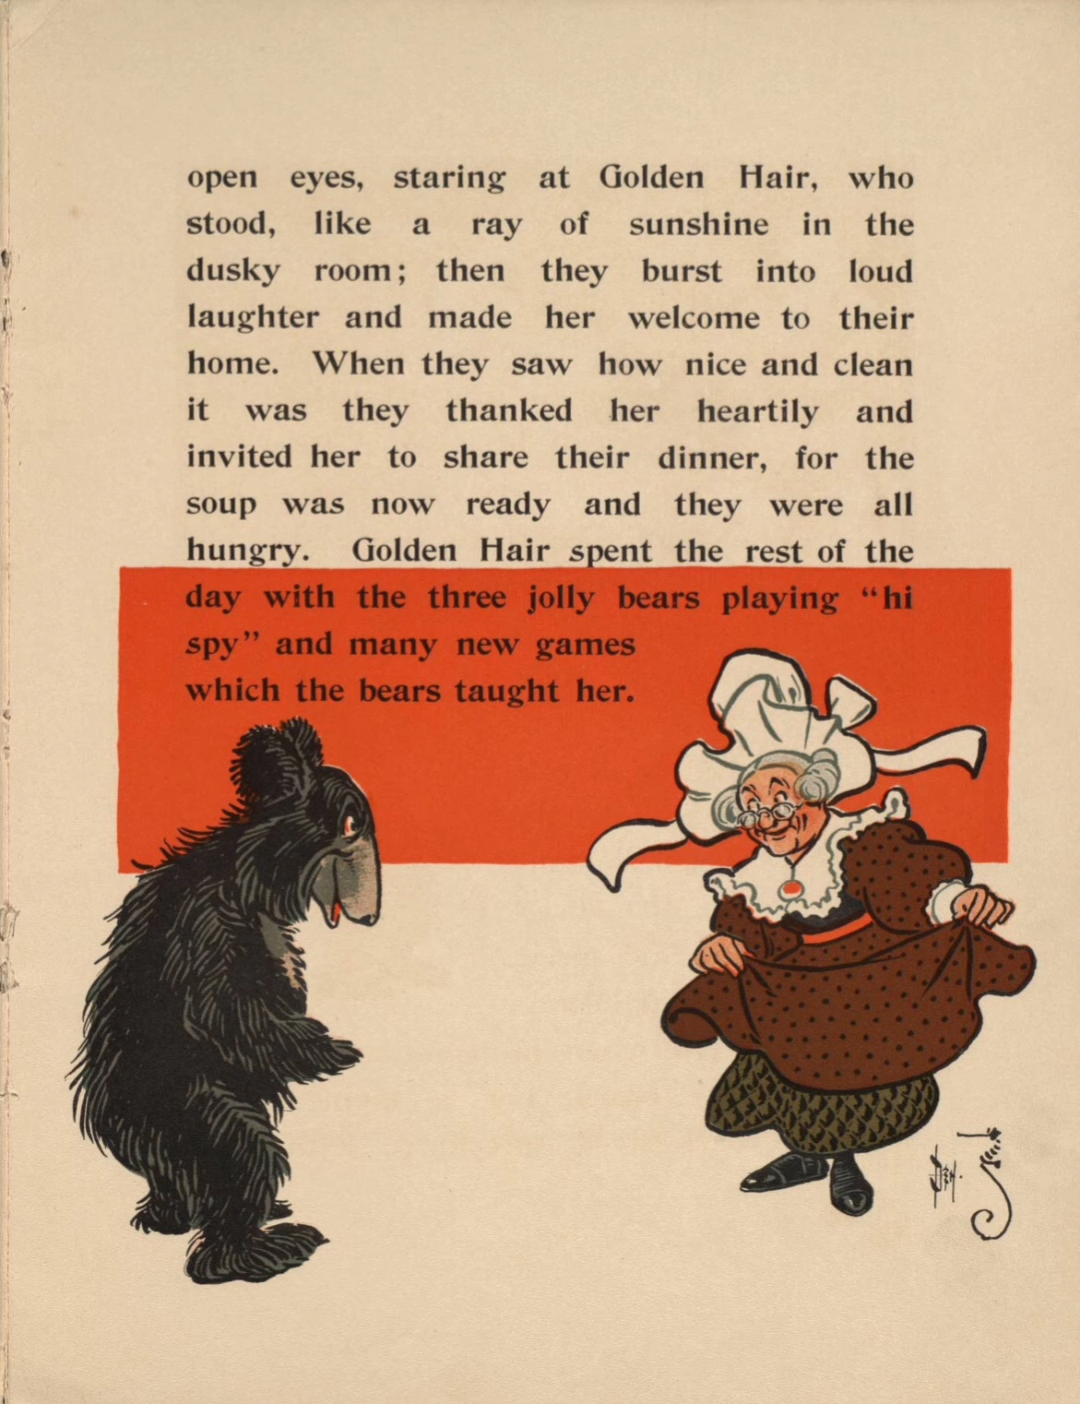 open eyes, staring at Golden Hair, who
stood, like a ray of sunshine in the
dusky room; then they burst into loud
laughter and made her welcome to their
home. When they saw how nice and clean
it was they thanked her heartily and
invited her to share their dinner, for the
soup was now ready and they were all
hungry. Golden Hair spent the rest of the
day with the three jolly bears playing “hi
spy” and many new games
which the bears taught her.